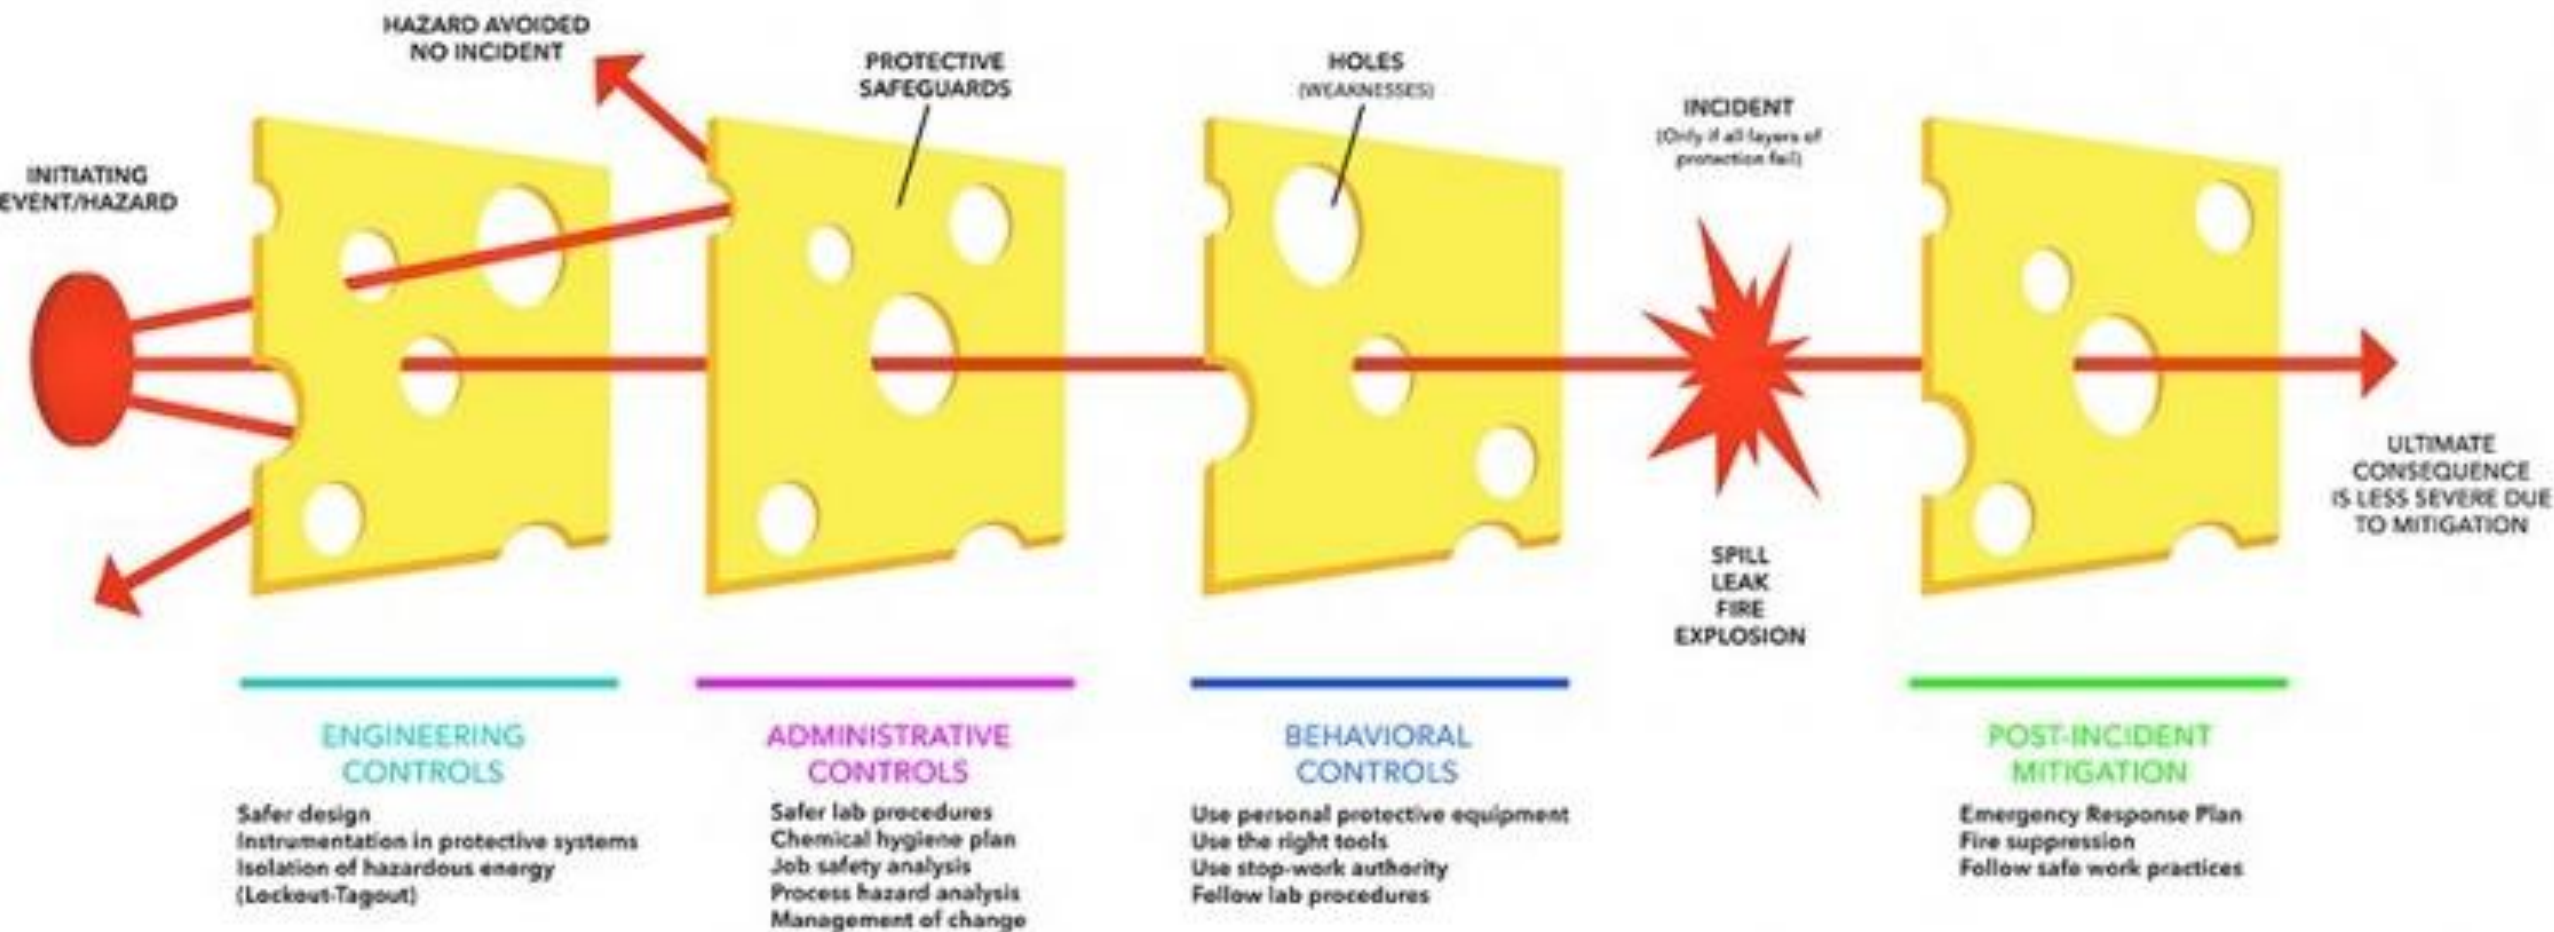 HAZARD AVOIDED
NO INCIDENT
INITIATING
EVENT/HAZARD
PROTECTIVE
SAFEGUARDS
HOLES
(WEAKNESSES)
INCIDENT
(Only if all layers of
protection fail)
SPILL
LEAK
FIRE
EXPLOSION
ULTIMATE
CONSEQUENCE
IS LESS SEVERE DUE
TO MITIGATION
ENGINEERING
CONTROLS
Safer design
Instrumentation in protective systems
Isolation of hazardous energy
(Lockout-Tagout)
ADMINISTRATIVE
CONTROLS
Safer lab procedures
Chemical hygiene plan
Job safety analysis
Process hazard analysis
Management of change
BEHAVIORAL
CONTROLS
Use personal protective equipment
Use the right tools
Use stop-work authority
Follow lab procedures
POST-INCIDENT
MITIGATION
Emergency Response Plan
Fire suppression
Follow safe work practices